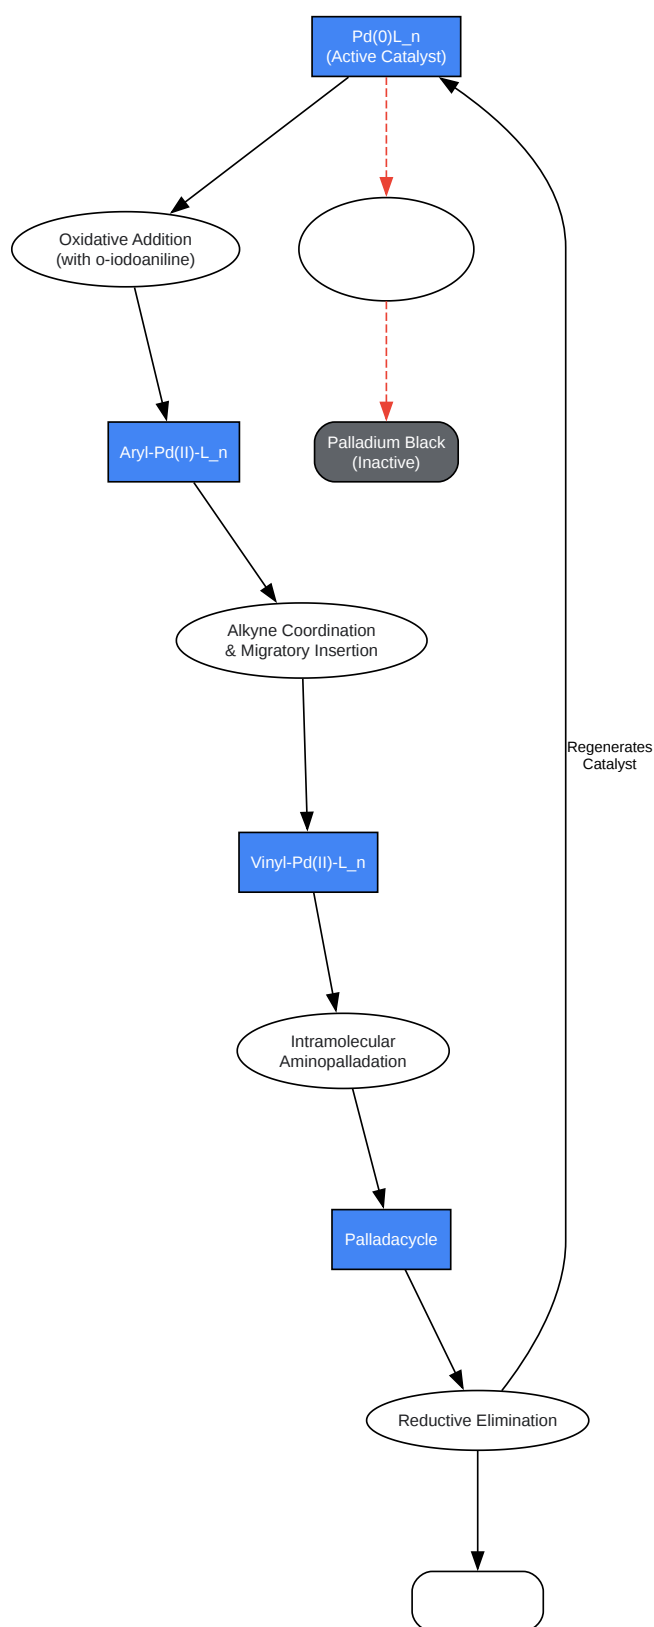 Pd(0)L_n
(Active Catalyst)
Oxidative Addition
(with o-iodoaniline)
Palladium Black
(Inactive)
Aryl-Pd(II)-L_n
Alkyne Coordination
& Migratory Insertion
Regenerates
Catalyst
Vinyl-Pd(II)-L_n
Intramolecular
Aminopalladation
Palladacycle
Reductive Elimination